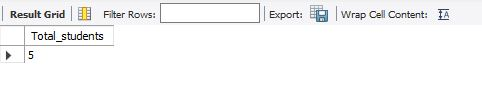 Result Grid Filter Rows: Export: Wrap Cell Content:
Total_students
5